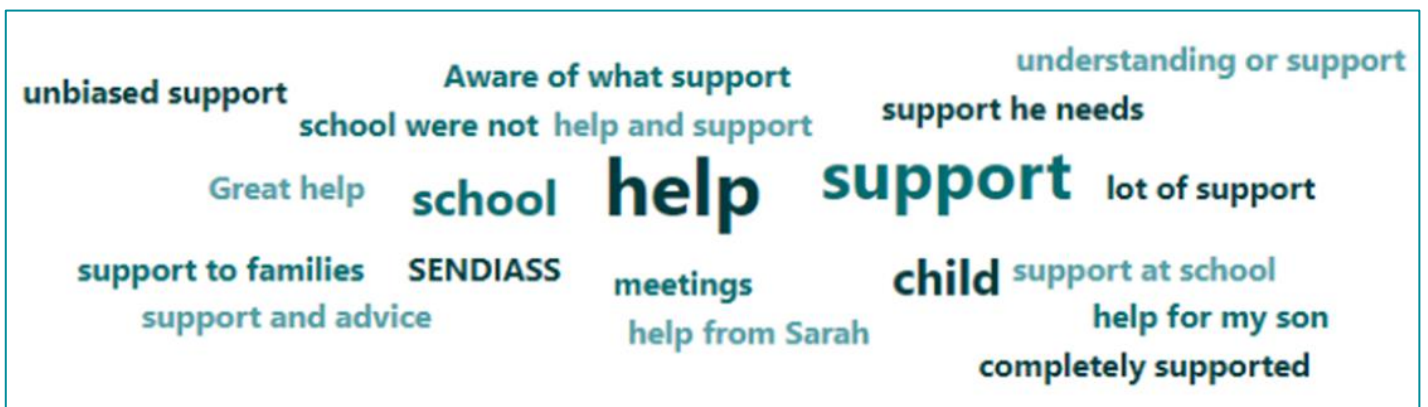 understanding or support
Aware of what support
unbiased support
support he needs
school were not help and support
Great help school help support lot of support
support to families SENDIASS meetings child support at school
support and advice help from Sarah help for my son
completely supported